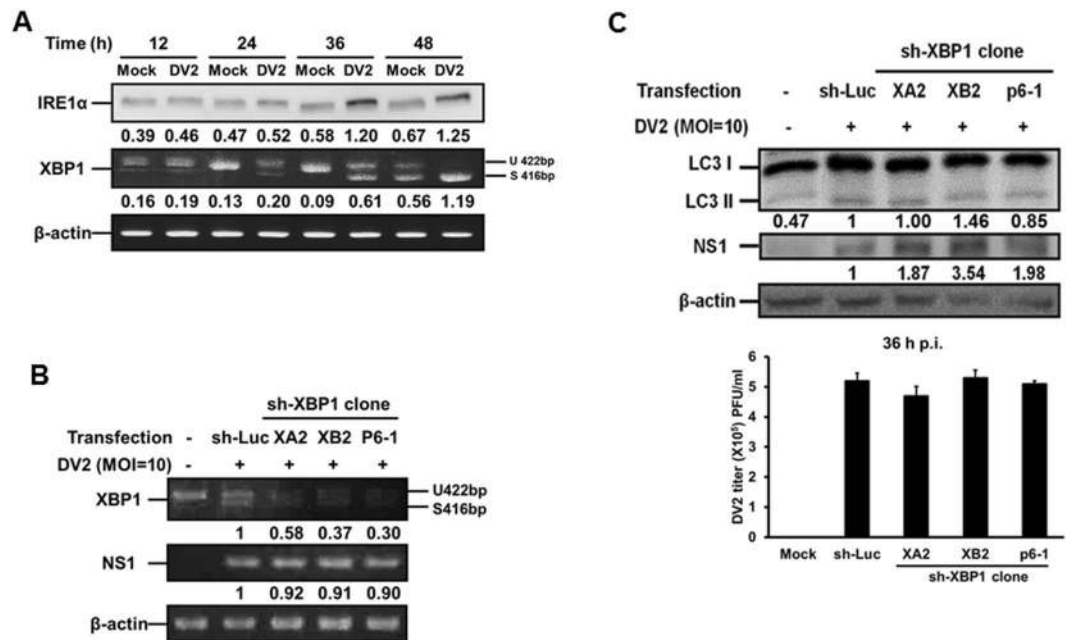 A
Time (h) 12 24 36 48
Mock DV2 Mock DV2 Mock DV2 Mock DV2
IRE1α
0.39 0.46 0.47 0.52 0.58 1.20 0.67 1.25
XBP1
U 422bp
S 416bp
0.16 0.19 0.13 0.20 0.09 0.61 0.56 1.19
β-actin
B
sh-XBP1 clone
Transfection - sh-Luc XA2 XB2 P6-1
DV2 (MOI=10) - + + + +
XBP1
U422bp
S416bp
1 0.58 0.37 0.30
NS1
1 0.92 0.91 0.90
β-actin
C
sh-XBP1 clone
Transfection - sh-Luc XA2 XB2 p6-1
DV2 (MOI=10) - + + + +
LC3 I
LC3 II
0.47 1 1.00 1.46 0.85
NS1
1 1.87 3.54 1.98
β-actin
36 h p.i.
DV2 titer (X10⁵) PFU/ml
6
5
4
3
2
1
0
Mock sh-Luc XA2 XB2 p6-1
sh-XBP1 clone